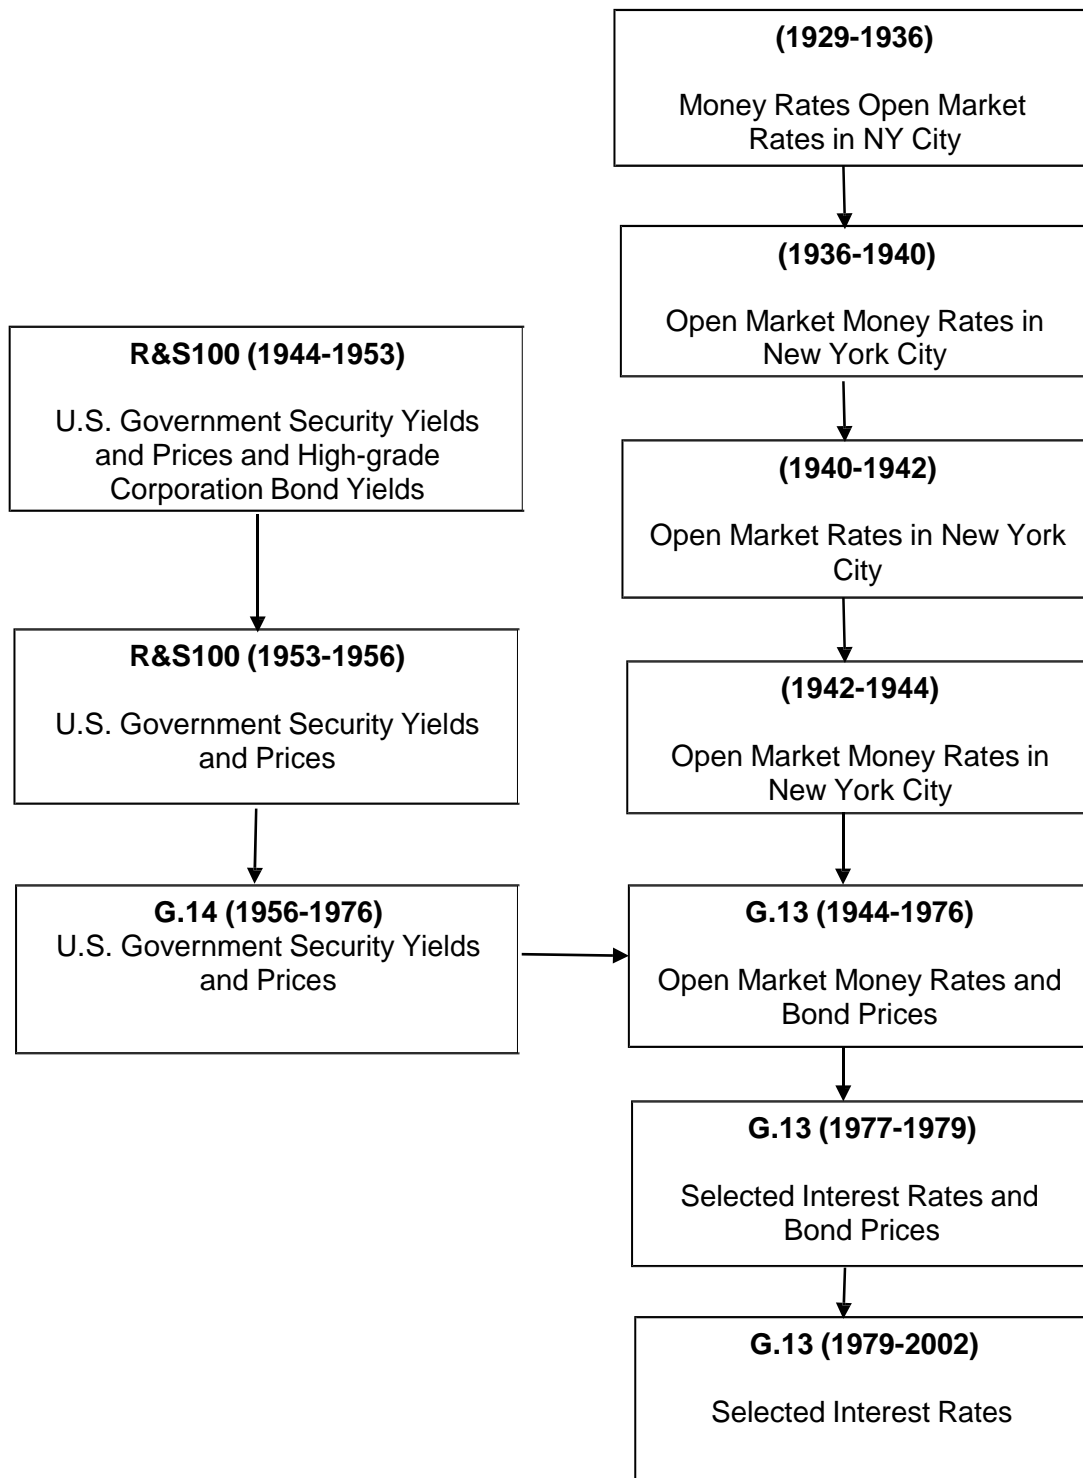 (1929-1936)
Money Rates Open Market
Rates in NY City
(1936-1940)
Open Market Money Rates in
New York City
R&S100 (1944-1953)
U.S. Government Security Yields
and Prices and High-grade
Corporation Bond Yields
(1940-1942)
Open Market Rates in New York
City
R&S100 (1953-1956)
U.S. Government Security Yields
and Prices
(1942-1944)
Open Market Money Rates in
New York City
G.14 (1956-1976)
U.S. Government Security Yields
and Prices
G.13 (1944-1976)
Open Market Money Rates and
Bond Prices
G.13 (1977-1979)
Selected Interest Rates and
Bond Prices
G.13 (1979-2002)
Selected Interest Rates